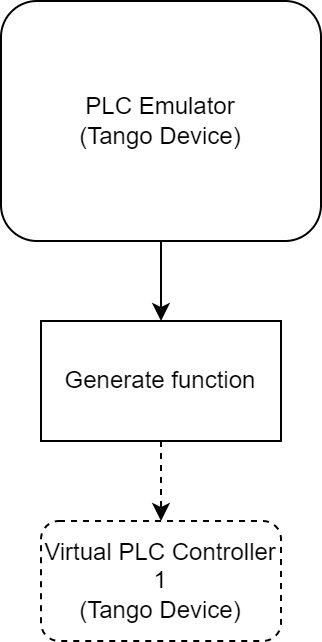 PLC Emulator
(Tango Device)
Generate function
Virtual PLC Controller
1
(Tango Device)